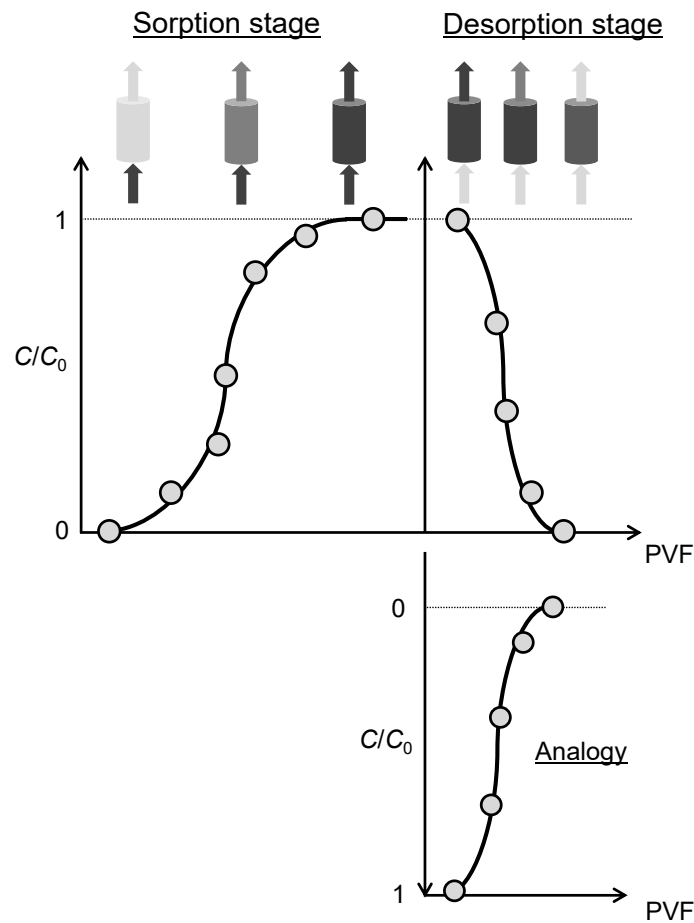 Sorption stage
Desorption stage
1
C/C₀
0
PVF
0
C/C₀
Analogy
1
PVF